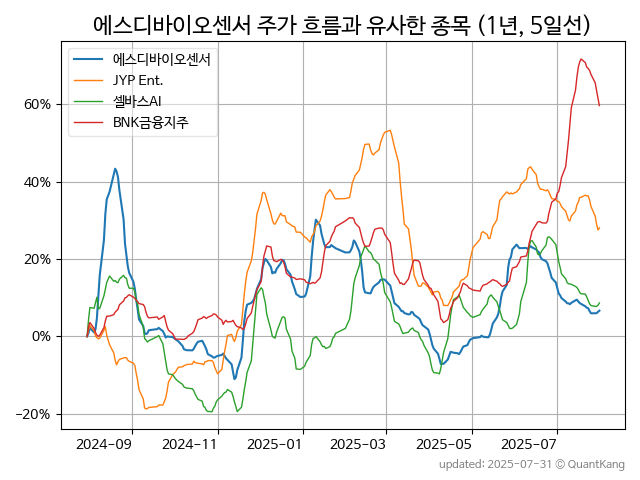 에스디바이오센서 주가 흐름과 유사한 종목 (1년, 5일선)
에스디바이오센서
JYP Ent.
셀바스AI
BNK금융지주
60%
40%
20%
0%
−20%
2024-09
2024-11
2025-01
2025-03
2025-05
2025-07
updated: 2025-07-31 © QuantKang